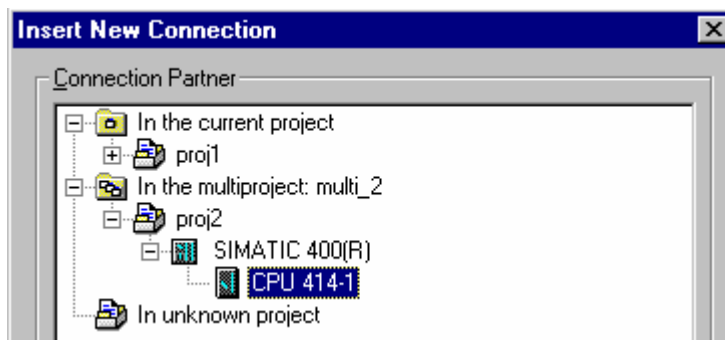 Insert New Connection
Connection Partner
In the current project
proj1
In the multiproject: multi_2
proj2
SIMATIC 400(R)
CPU 414-1
In unknown project